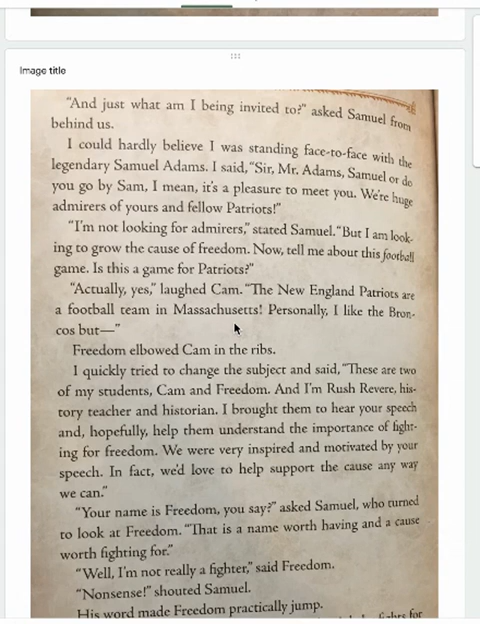 Image title
"And just what am I being invited to?" asked Samuel from
behind us.
I could hardly believe I was standing face-to-face with the
legendary Samuel Adams. I said, "Sir, Mr. Adams, Samuel or do
you go by Sam, I mean, it's a pleasure to meet you. We're huge
admirers of yours and fellow Patriots!"
"I'm not looking for admirers," stated Samuel. "But I am look-
ing to grow the cause of freedom. Now, tell me about this football
game. Is this a game for Patriots?"
"Actually, yes," laughed Cam. "The New England Patriots are
a football team in Massachusetts! Personally, I like the Bron-
cos but—"
Freedom elbowed Cam in the ribs.
I quickly tried to change the subject and said, "These are two
of my students, Cam and Freedom. And I'm Rush Revere, his-
tory teacher and historian. I brought them to hear your speech
and, hopefully, help them understand the importance of fight-
ing for freedom. We were very inspired and motivated by your
speech. In fact, we'd love to help support the cause any way
we can."
"Your name is Freedom, you say?" asked Samuel, who turned
to look at Freedom. "That is a name worth having and a cause
worth fighting for."
"Well, I'm not really a fighter," said Freedom.
"Nonsense!" shouted Samuel.
His word made Freedom practically jump.